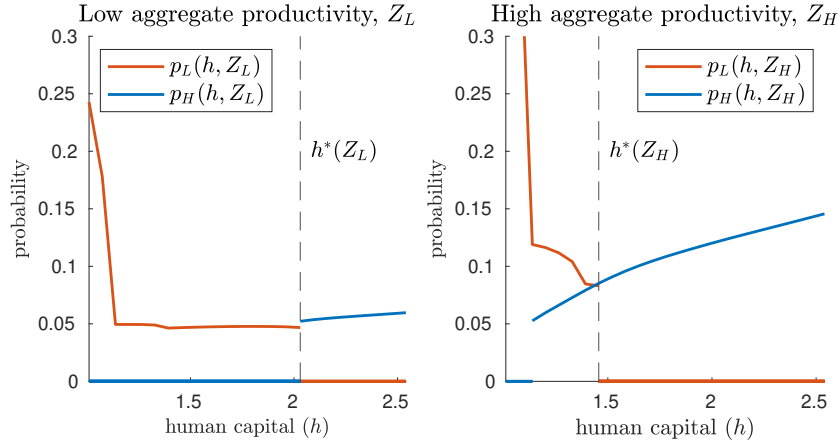 Low aggregate productivity, Z_L
0.3
0.25
0.2
0.15
0.1
0.05
0
probability
p_L(h, Z_L)
p_H(h, Z_L)
h*(Z_L)
1.5
2
2.5
human capital (h)
High aggregate productivity, Z_H
0.3
0.25
0.2
0.15
0.1
0.05
0
probability
p_L(h, Z_H)
p_H(h, Z_H)
h*(Z_H)
1.5
2
2.5
human capital (h)